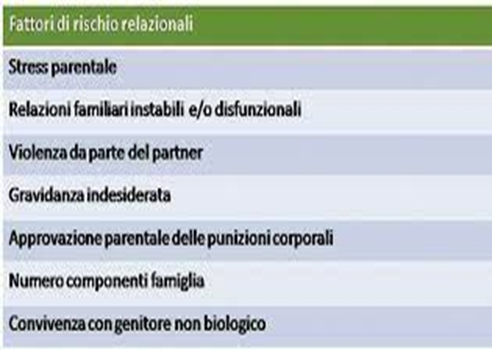 Fattori di rischio relazionali
Stress parentale
Relazioni familiari instabili e/o disfunzionali
Violenza da parte del partner
Gravidanza indesiderata
Approvazione parentale delle punizioni corporali
Numero componenti famiglia
Convivenza con genitore non biologico